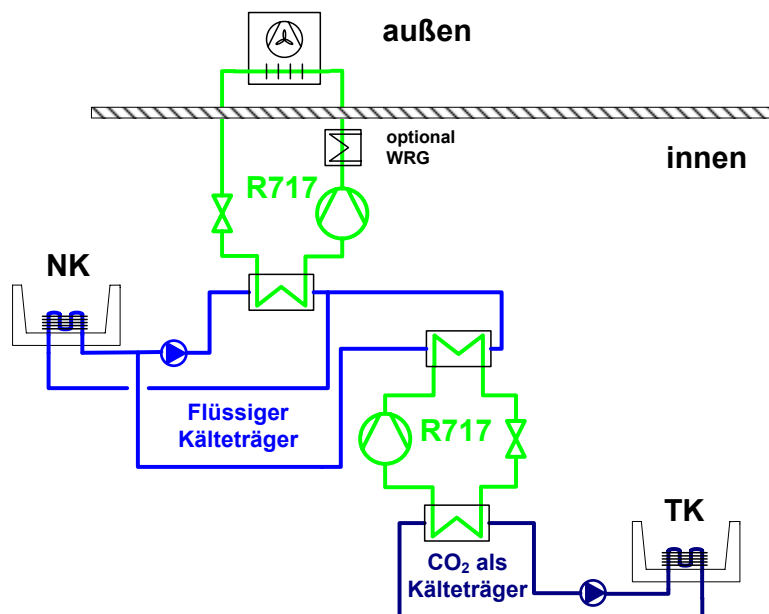 außen
optional
WRG
innen
R717
NK
Flüssiger
Kälteträger
R717
TK
CO₂ als
Kälteträger